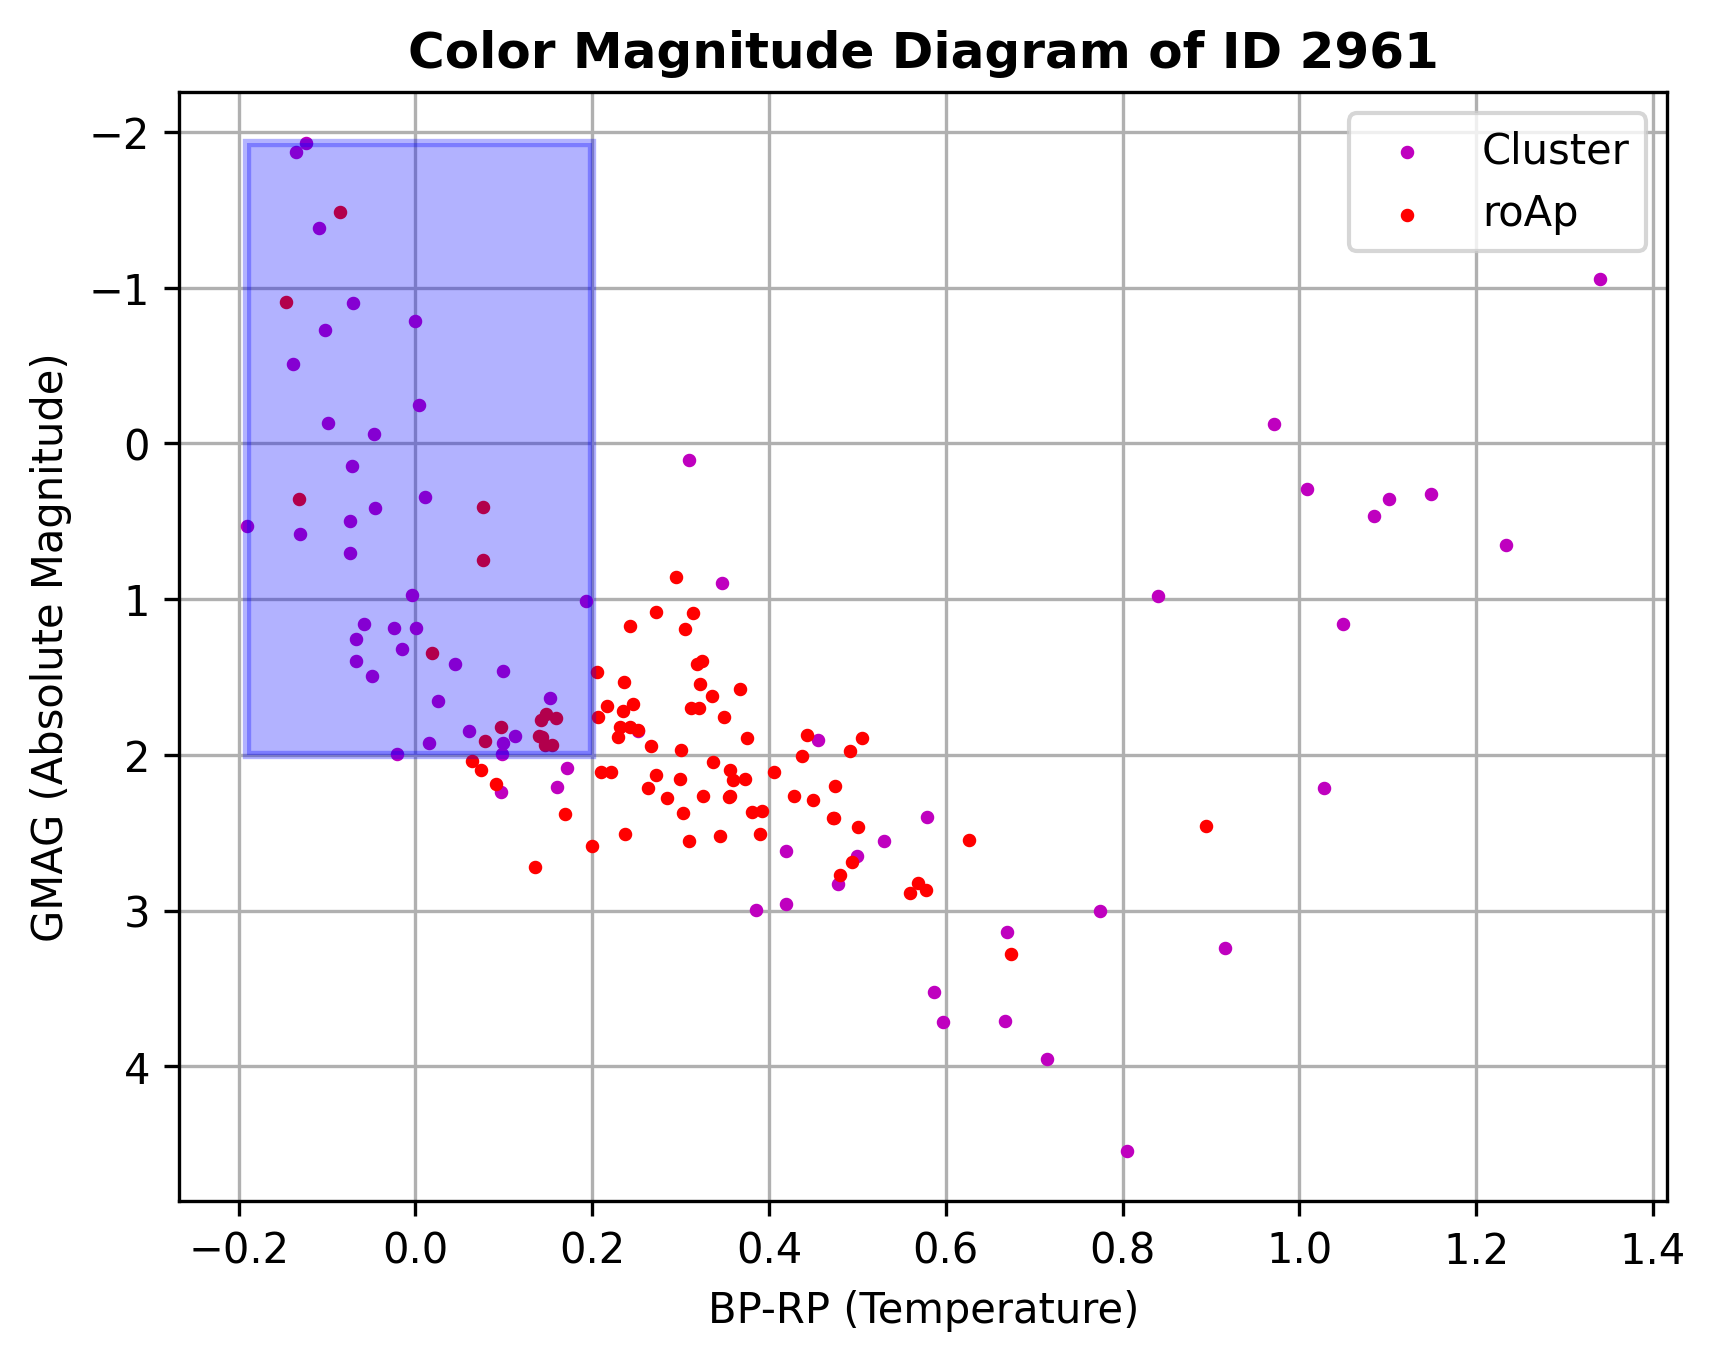 Color Magnitude Diagram of ID 2961
Cluster
roAp
GMAG (Absolute Magnitude)
−2
−1
0
1
2
3
4
−0.2 0.0 0.2 0.4 0.6 0.8 1.0 1.2 1.4
BP-RP (Temperature)